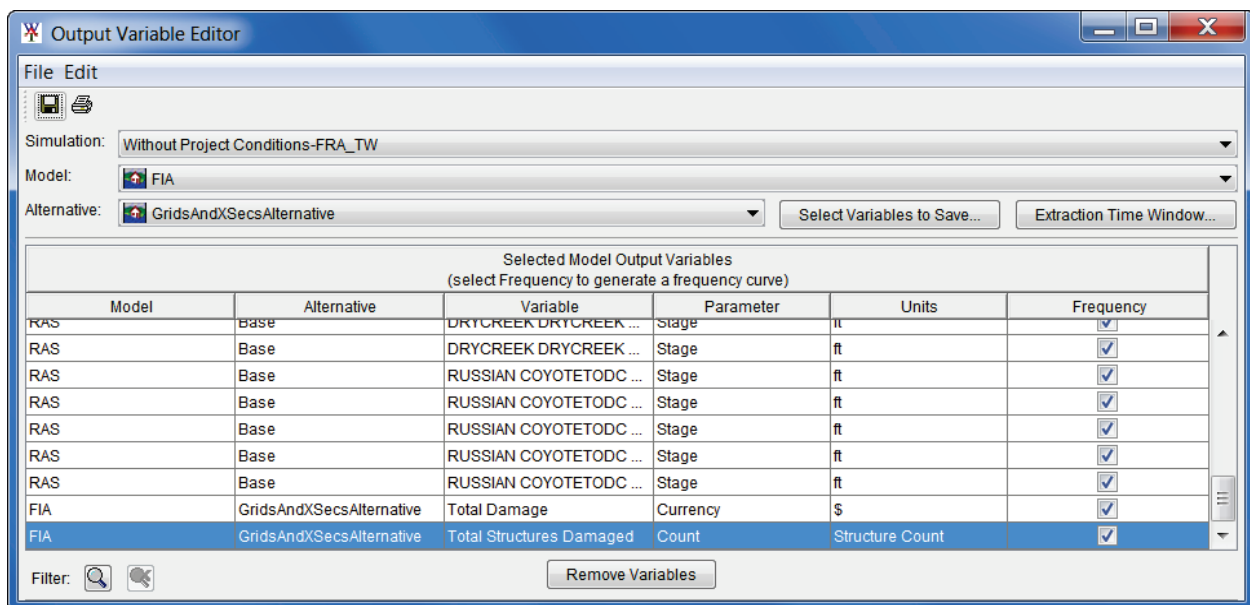 Output Variable Editor
File Edit
Simulation: Without Project Conditions-FRA_TW
Model: FIA
Alternative: GridsAndXSecsAlternative Select Variables to Save... Extraction Time Window...
Selected Model Output Variables
(select Frequency to generate a frequency curve)
Model Alternative Variable Parameter Units Frequency
RAS Base DRYCREEK DRYCREEK ... Stage ft
RAS Base DRYCREEK DRYCREEK ... Stage ft
RAS Base RUSSIAN COYOTETODC ... Stage ft
RAS Base RUSSIAN COYOTETODC ... Stage ft
RAS Base RUSSIAN COYOTETODC ... Stage ft
RAS Base RUSSIAN COYOTETODC ... Stage ft
RAS Base RUSSIAN COYOTETODC ... Stage ft
FIA GridsAndXSecsAlternative Total Damage Currency $
FIA GridsAndXSecsAlternative Total Structures Damaged Count Structure Count
Filter: Remove Variables